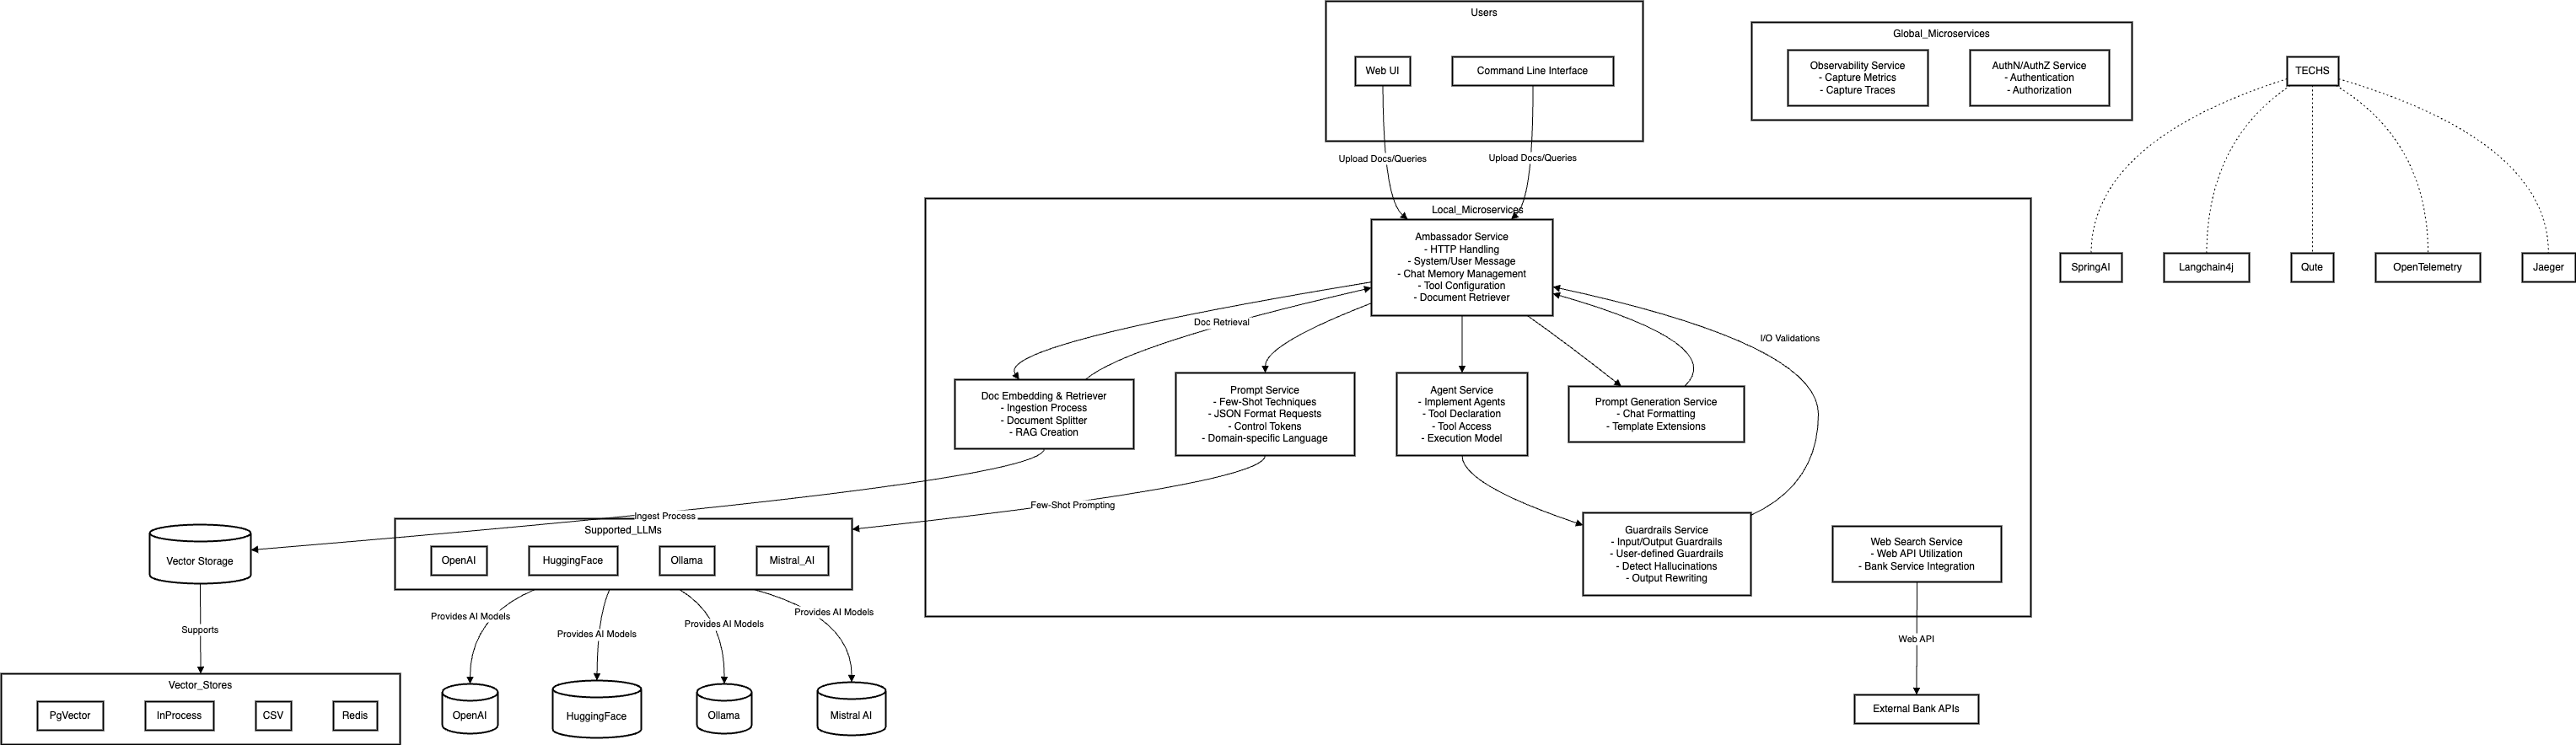 Users
Web UI
Command Line Interface
Global_Microservices
Observability Service
- Capture Metrics
- Capture Traces
AuthN/AuthZ Service
- Authentication
- Authorization
TECHS
SpringAI
Langchain4j
Qute
OpenTelemetry
Jaeger
Upload Docs/Queries
Upload Docs/Queries
Local_Microservices
Ambassador Service
- HTTP Handling
- System/User Message
- Chat Memory Management
- Tool Configuration
- Document Retriever
Doc Retrieval
I/O Validations
Doc Embedding & Retriever
- Ingestion Process
- Document Splitter
- RAG Creation
Prompt Service
- Few-Shot Techniques
- JSON Format Requests
- Control Tokens
- Domain-specific Language
Agent Service
- Implement Agents
- Tool Declaration
- Tool Access
- Execution Model
Prompt Generation Service
- Chat Formatting
- Template Extensions
Few-Shot Prompting
Ingest Process
Guardrails Service
- Input/Output Guardrails
- User-defined Guardrails
- Detect Hallucinations
- Output Rewriting
Web Search Service
- Web API Utilization
- Bank Service Integration
Vector Storage
Supported_LLMs
OpenAI
HuggingFace
Ollama
Mistral_AI
Supports
Provides AI Models
Provides AI Models
Provides AI Models
Provides AI Models
Web API
Vector_Stores
PgVector
InProcess
CSV
Redis
OpenAI
HuggingFace
Ollama
Mistral AI
External Bank APIs